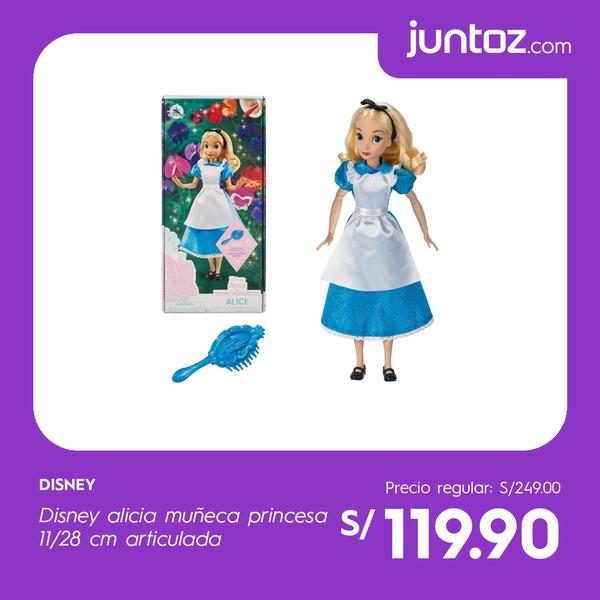 juntoz.com
ALICE
DISNEY
Disney alicia muñeca princesa
11/28 cm articulada
Precio regular: S/249.00
S/119.90